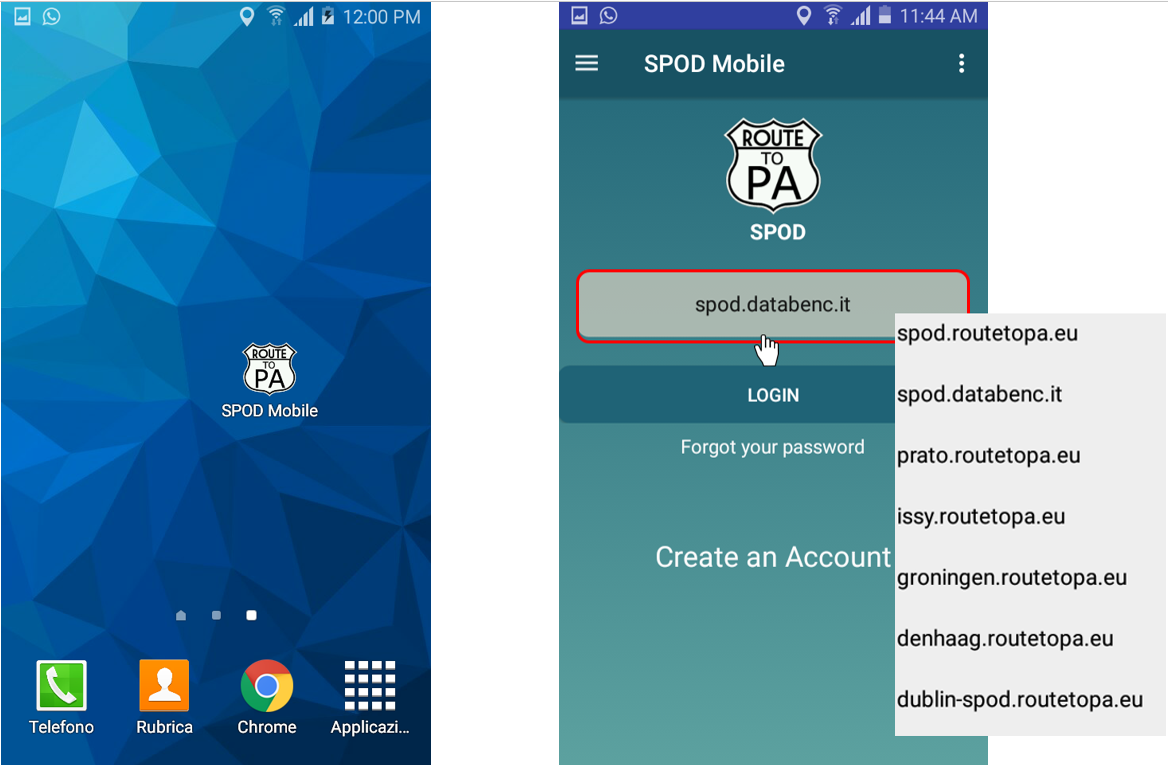 12:00 PM
ROUTE
TO
PA
SPOD Mobile
Telefono
Rubrica
Chrome
Applicazi...
11:44 AM
SPOD Mobile
ROUTE
TO
PA
SPOD
spod.databenc.it
LOGIN
Forgot your password
Create an Account
spod.routetopa.eu
spod.databenc.it
prato.routetopa.eu
issy.routetopa.eu
groningen.routetopa.eu
denhaag.routetopa.eu
dublin-spod.routetopa.eu